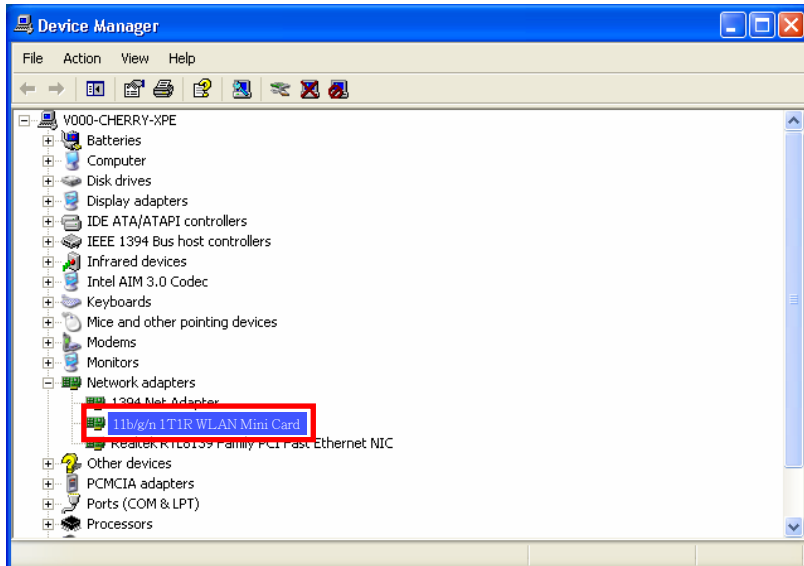 Device Manager
File Action View Help
V000-CHERRY-XPE
Batteries
Computer
Disk drives
Display adapters
IDE ATA/ATAPI controllers
IEEE 1394 Bus host controllers
Infrared devices
Intel AIM 3.0 Codec
Keyboards
Mice and other pointing devices
Modems
Monitors
Network adapters
1394 Net Adapter
11b/g/n 1T1R WLAN Mini Card
Realtek RTL8139 Family PCI Fast Ethernet NIC
Other devices
PCMCIA adapters
Ports (COM & LPT)
Processors